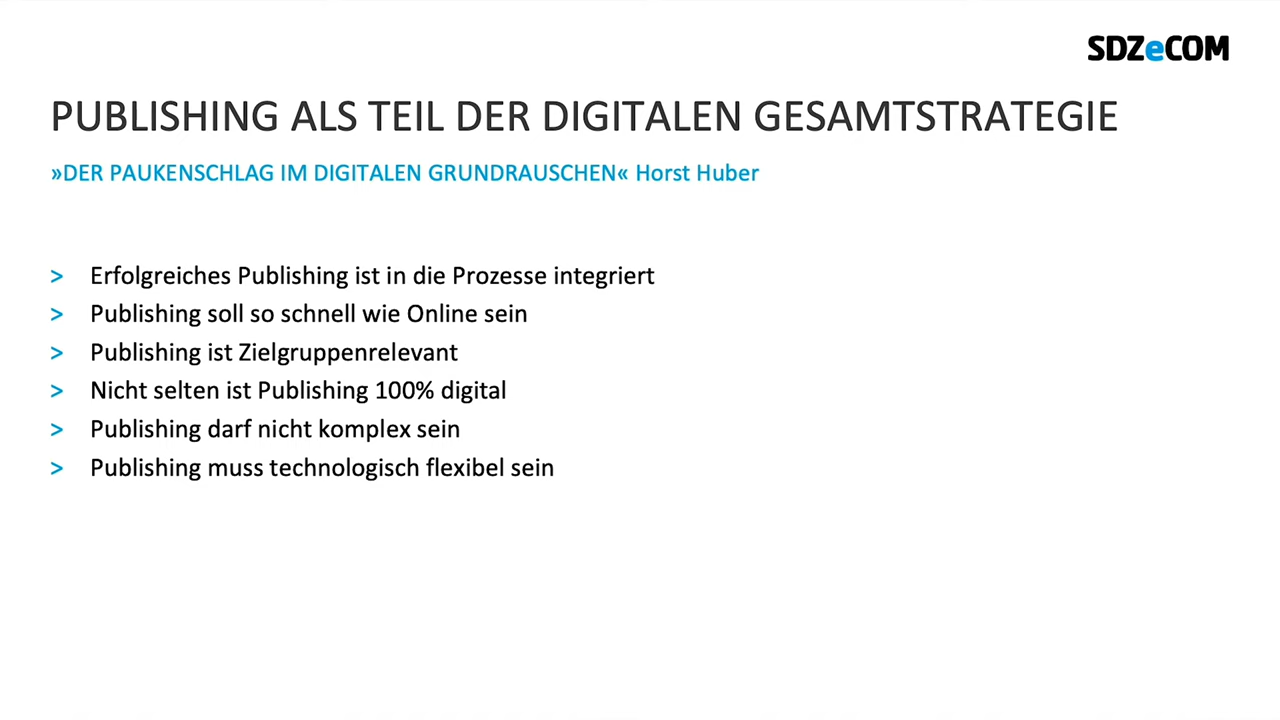 SDZeCOM
PUBLISHING ALS TEIL DER DIGITALEN GESAMTSTRATEGIE
»DER PAUKENSCHLAG IM DIGITALEN GRUNDRAUSCHEN« Horst Huber
> Erfolgreiches Publishing ist in die Prozesse integriert
> Publishing soll so schnell wie Online sein
> Publishing ist Zielgruppenrelevant
> Nicht selten ist Publishing 100% digital
> Publishing darf nicht komplex sein
> Publishing muss technologisch flexibel sein